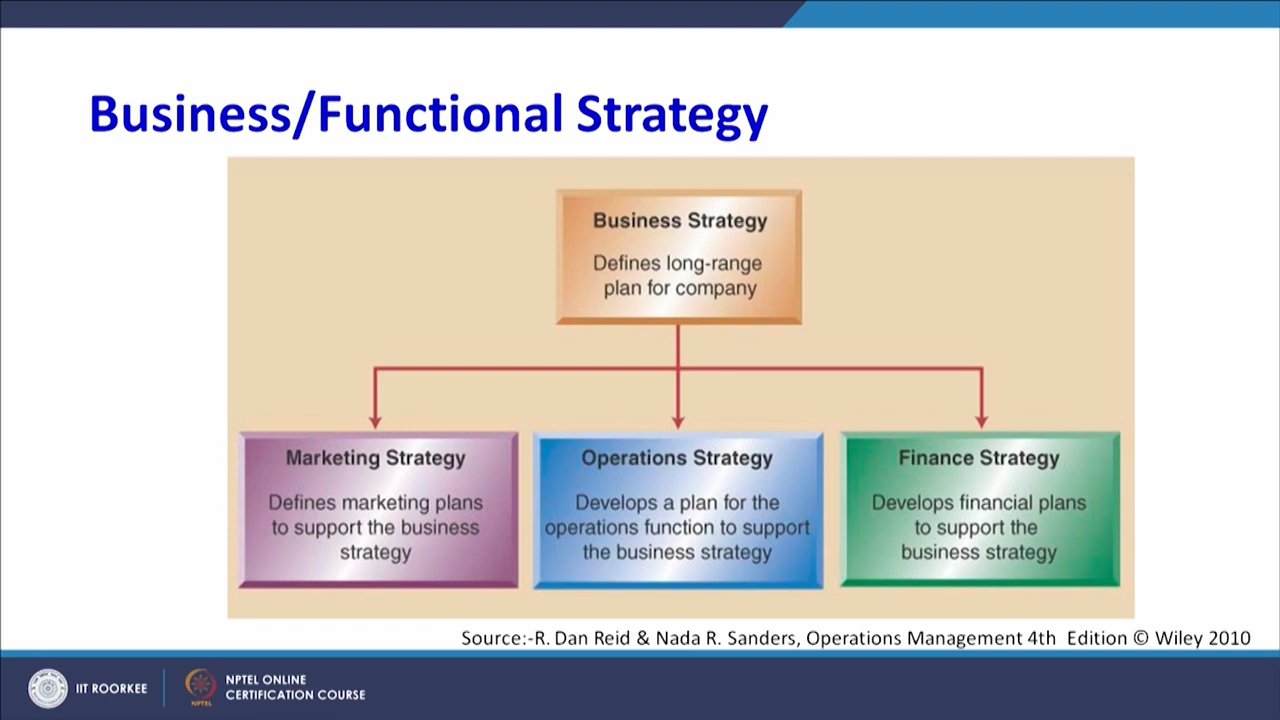 Business/Functional Strategy
Business Strategy
Defines long-range
plan for company
Marketing Strategy
Defines marketing plans
to support the business
strategy
Operations Strategy
Develops a plan for the
operations function to support
the business strategy
Finance Strategy
Develops financial plans
to support the
business strategy
Source:-R. Dan Reid & Nada R. Sanders, Operations Management 4th Edition © Wiley 2010
IIT ROORKEE
NPTEL
NPTEL ONLINE
CERTIFICATION COURSE